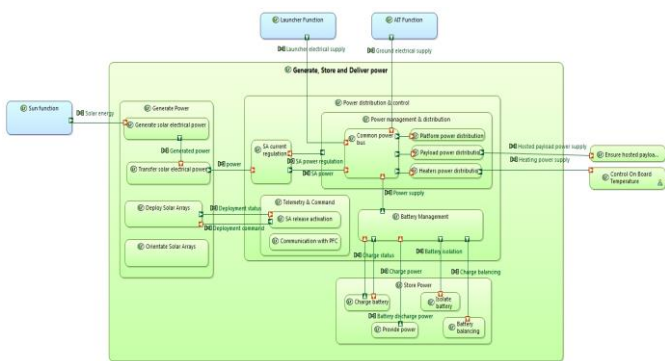 Launcher Function
AIT Function
Launcher electrical supply
Ground electrical supply
Generate, Store and Deliver power
Sun function
Solar energy
Generate Power
Generate solar electrical power
Generated power
Transfer solar electrical power
power
Power distribution & control
Power management & distribution
SA current
regulation
SA power regulation
SA power
Common power
bus
Platform power distribution
Payload power distribution
Heaters power distribution
Hosted payload power supply
Heating power supply
Ensure hosted payloa...
Control On Board
Temperature
Power supply
Deploy Solar Arrays
Deployment status
Deployment command
Orientate Solar Arrays
Telemetry & Command
SA release activation
Communication with PFC
Battery Management
Charge status
Charge power
Battery isolation
Charge balancing
Store Power
Charge battery
Isolate
battery
Battery discharge power
Provide power
Battery
balancing